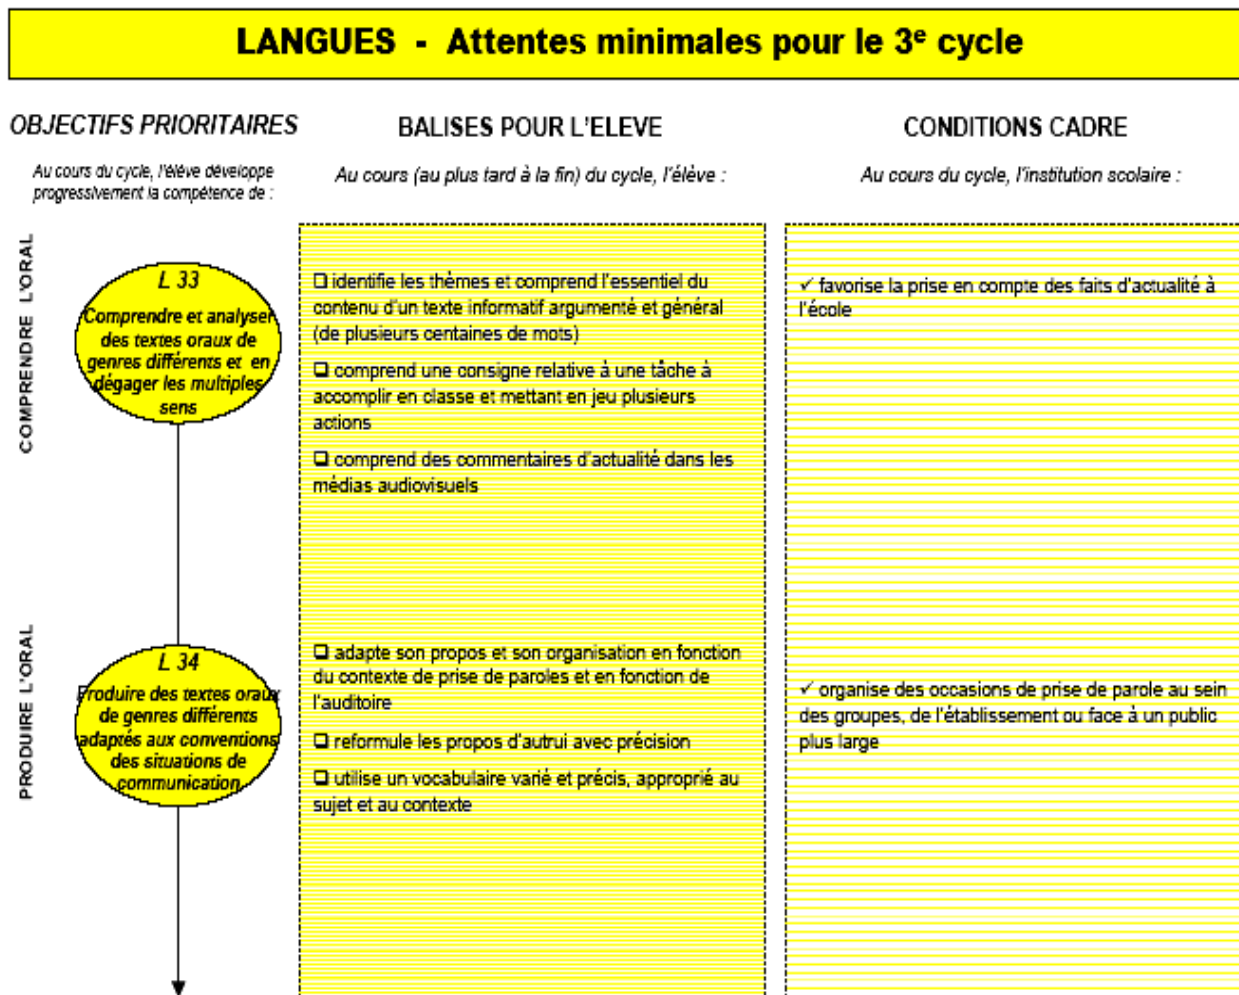 LANGUES - Attentes minimales pour le 3e cycle
OBJECTIFS PRIORITAIRES
Au cours du cycle, l'élève développe
progressivement la compétence de :
BALISES POUR L'ELEVE
Au cours (au plus tard à la fin) du cycle, l'élève :
CONDITIONS CADRE
Au cours du cycle, l'institution scolaire :
COMPRENDRE L'ORAL
L 33
Comprendre et analyser
des textes oraux de
genres différents et en
dégager les multiples
sens
❑ identifie les thèmes et comprend l'essentiel du
contenu d'un texte informatif argumenté et général
(de plusieurs centaines de mots)
❑ comprend une consigne relative à une tâche à
accomplir en classe et mettant en jeu plusieurs
actions
❑ comprend des commentaires d'actualité dans les
médias audiovisuels
✓ favorise la prise en compte des faits d'actualité à
l'école
PRODUIRE L'ORAL
L 34
Produire des textes oraux
de genres différents
adaptés aux conventions
des situations de
communication
❑ adapte son propos et son organisation en fonction
du contexte de prise de paroles et en fonction de
l'auditoire
❑ reformule les propos d'autrui avec précision
❑ utilise un vocabulaire varié et précis, approprié au
sujet et au contexte
✓ organise des occasions de prise de parole au sein
des groupes, de l'établissement ou face à un public
plus large